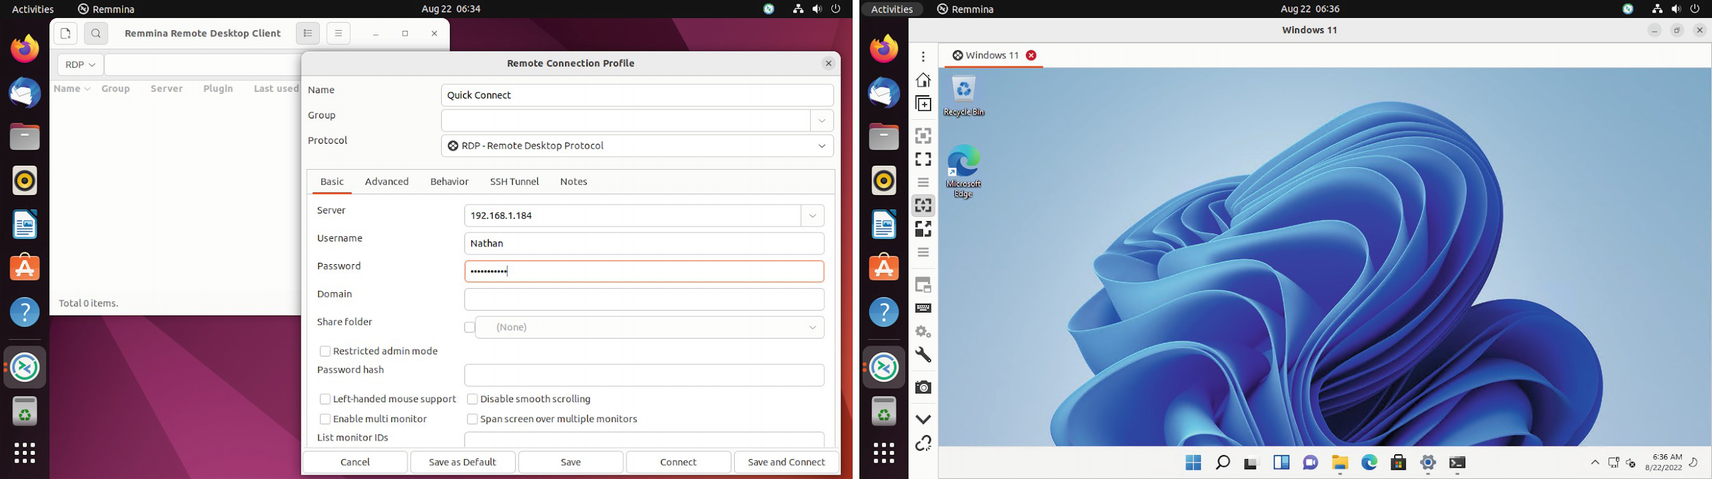 Activities Remmina Aug 22 06:34
Remmina Remote Desktop Client
RDP
Name Group Server Plugin Last used
Total 0 items.
Remote Connection Profile
Name Quick Connect
Group
Protocol RDP - Remote Desktop Protocol
Basic Advanced Behavior SSH Tunnel Notes
Server 192.168.1.184
Username Nathan
Password •••••••••••
Domain
Share folder (None)
Restricted admin mode
Password hash
Left-handed mouse support Disable smooth scrolling
Enable multi monitor Span screen over multiple monitors
List monitor IDs
Cancel Save as Default Save Connect Save and Connect
Activities Remmina Aug 22 06:36
Windows 11
Windows 11
Recycle Bin
Microsoft
Edge
6:36 AM
8/22/2022